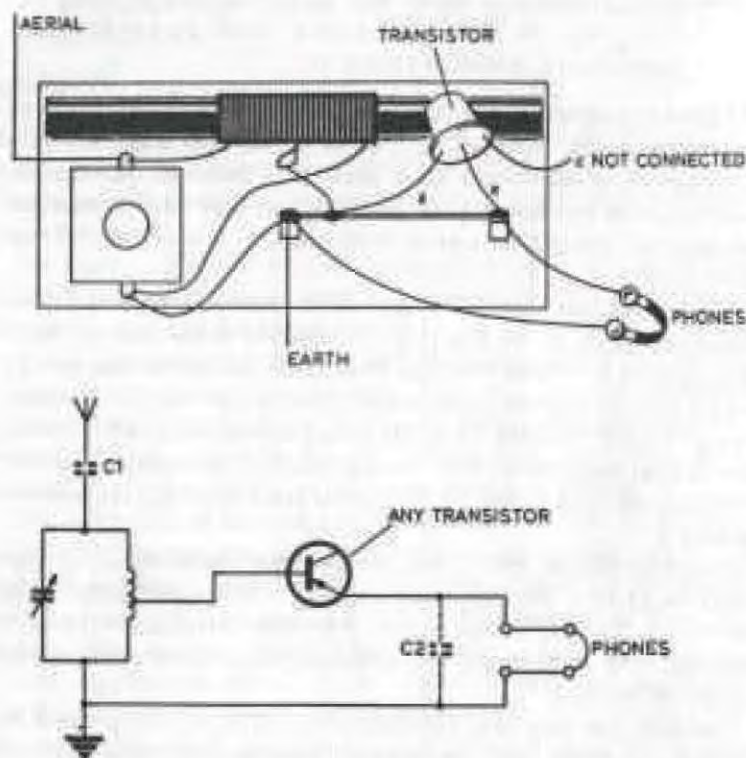 AERIAL
TRANSISTOR
c NOT CONNECTED
PHONES
EARTH
C1
ANY TRANSISTOR
C2
PHONES